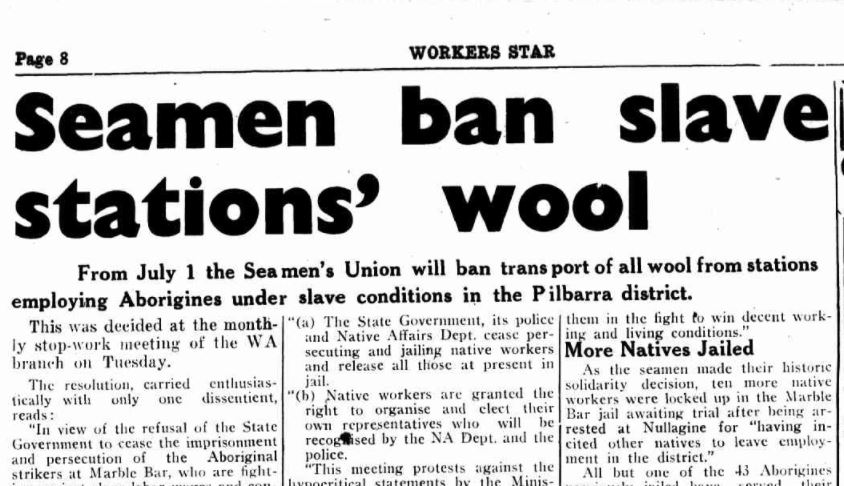 Page 8
WORKERS STAR
Seamen ban slave
stations' wool
From July 1 the Seamen's Union will ban transport of all wool from stations
employing Aborigines under slave conditions in the Pilbarra district.
This was decided at the month-
ly stop-work meeting of the WA
branch on Tuesday.
The resolution, carried enthusias-
tically with only one dissentient,
reads:
"In view of the refusal of the State
Government to cease the imprisonment
and persecution of the Aboriginal
strikers at Marble Bar, who are fight-
"(a) The State Government, its police
and Native Affairs Dept. cease per-
secuting and jailing native workers
and release all those at present in
jail.
"(b) Native workers are granted the
right to organise and elect their
own representatives who will be
recognised by the NA Dept. and the
police.
"This meeting protests against the
hypocritical statements by the Minis-
them in the fight to win decent work-
ing and living conditions."
More Natives Jailed
As the seamen made their historic
solidarity decision, ten more native
workers were locked up in the Marble
Bar jail awaiting trial after being ar-
rested at Nullagine for "having in-
cited other natives to leave employ-
ment in the district."
All but one of the 43 Aborigines